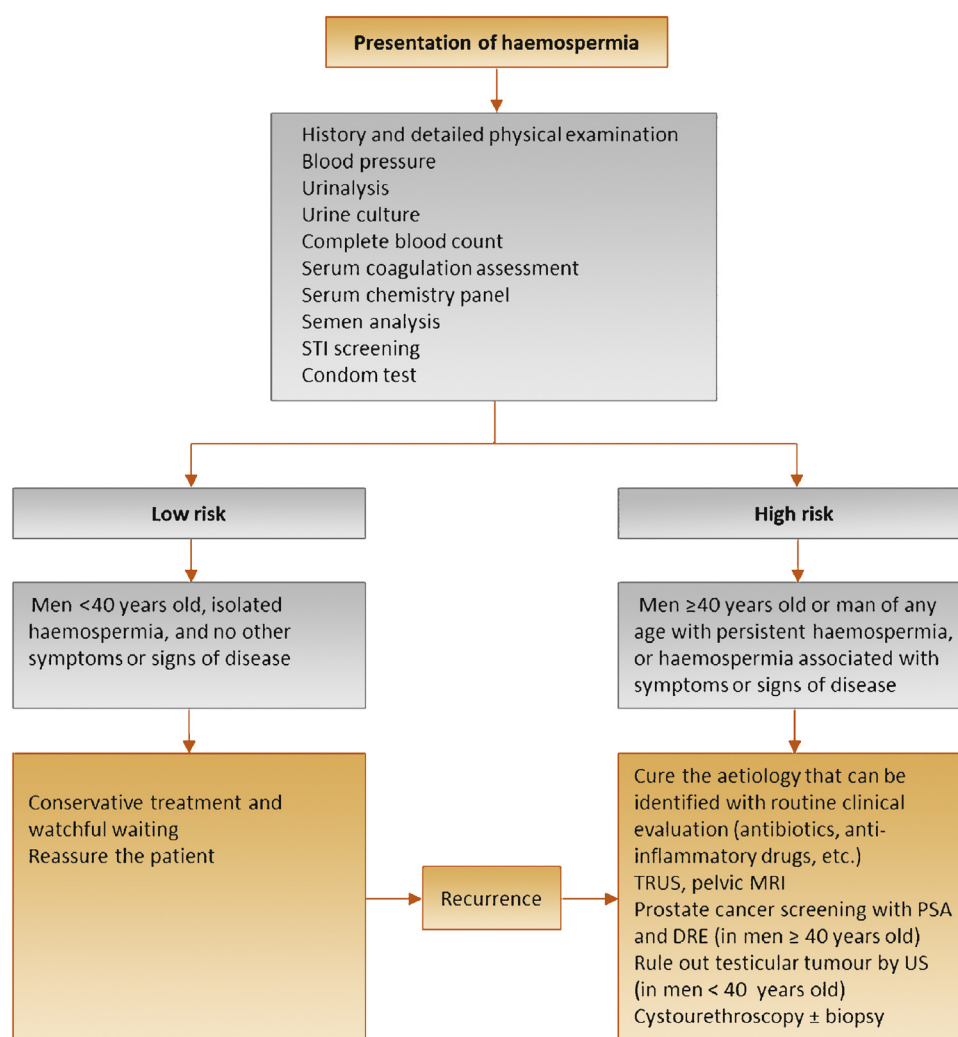 Presentation of haemospermia
History and detailed physical examination
Blood pressure
Urinalysis
Urine culture
Complete blood count
Serum coagulation assessment
Serum chemistry panel
Semen analysis
STI screening
Condom test
Low risk
High risk
Men <40 years old, isolated
haemospermia, and no other
symptoms or signs of disease
Men ≥40 years old or man of any
age with persistent haemospermia,
or haemospermia associated with
symptoms or signs of disease
Conservative treatment and
watchful waiting
Reassure the patient
Recurrence
Cure the aetiology that can be
identified with routine clinical
evaluation (antibiotics, anti-
inflammatory drugs, etc.)
TRUS, pelvic MRI
Prostate cancer screening with PSA
and DRE (in men ≥ 40 years old)
Rule out testicular tumour by US
(in men < 40 years old)
Cystourethroscopy ± biopsy